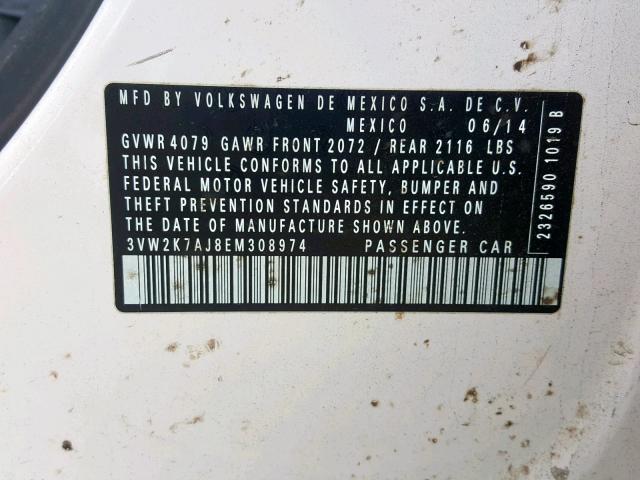 MFD BY VOLKSWAGEN DE MEXICO S.A. DE C.V.
MEXICO 06/14
GVWR 4079 GAWR FRONT 2072 / REAR 2116 LBS
THIS VEHICLE CONFORMS TO ALL APPLICABLE U.S.
FEDERAL MOTOR VEHICLE SAFETY, BUMPER AND
THEFT PREVENTION STANDARDS IN EFFECT ON
THE DATE OF MANUFACTURE SHOWN ABOVE.
3VW2K7AJ8EM308974 PASSENGER CAR
2326590 1019 B